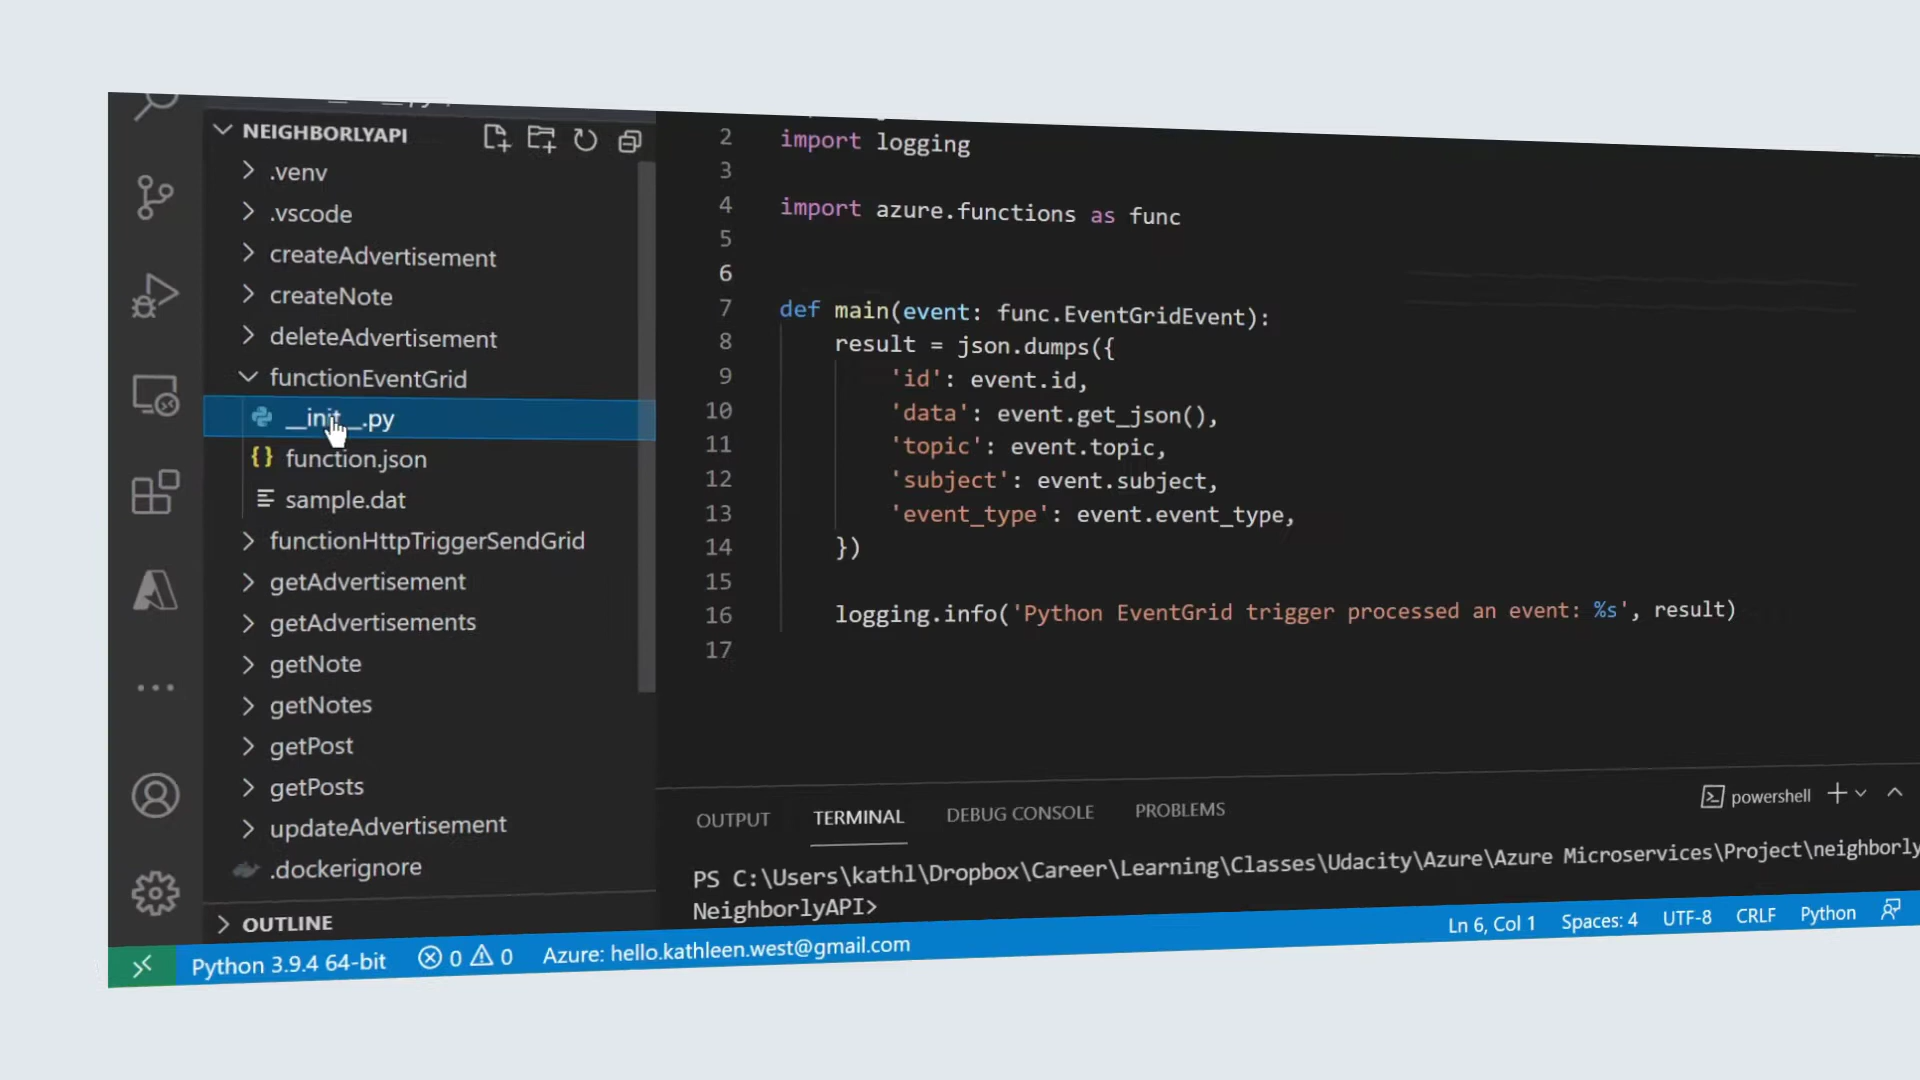 NEIGHBORLYAPI
.venv
.vscode
createAdvertisement
createNote
deleteAdvertisement
functionEventGrid
__init__.py
function.json
sample.dat
functionHttpTriggerSendGrid
getAdvertisement
getAdvertisements
getNote
getNotes
getPost
getPosts
updateAdvertisement
.dockerignore
OUTLINE
2 import logging
3
4 import azure.functions as func
5
6
7 def main(event: func.EventGridEvent):
8 result = json.dumps({
9 'id': event.id,
10 'data': event.get_json(),
11 'topic': event.topic,
12 'subject': event.subject,
13 'event_type': event.event_type,
14 })
15
16 logging.info('Python EventGrid trigger processed an event: %s', result)
17
OUTPUT TERMINAL DEBUG CONSOLE PROBLEMS powershell
PS C:\Users\kathl\Dropbox\Career\Learning\Classes\Udacity\Azure\Azure Microservices\Project\neighborly
NeighborlyAPI>
Python 3.9.4 64-bit 0 0 Azure: hello.kathleen.west@gmail.com Ln 6, Col 1 Spaces: 4 UTF-8 CRLF Python